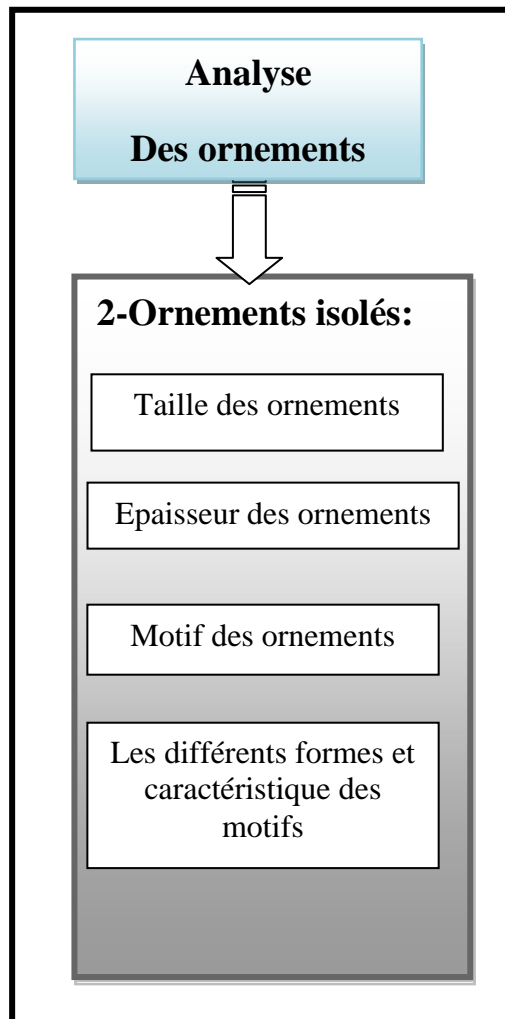 Analyse
Des ornements
2-Ornements isolés:
Taille des ornements
Epaisseur des ornements
Motif des ornements
Les différents formes et
caractéristique des
motifs